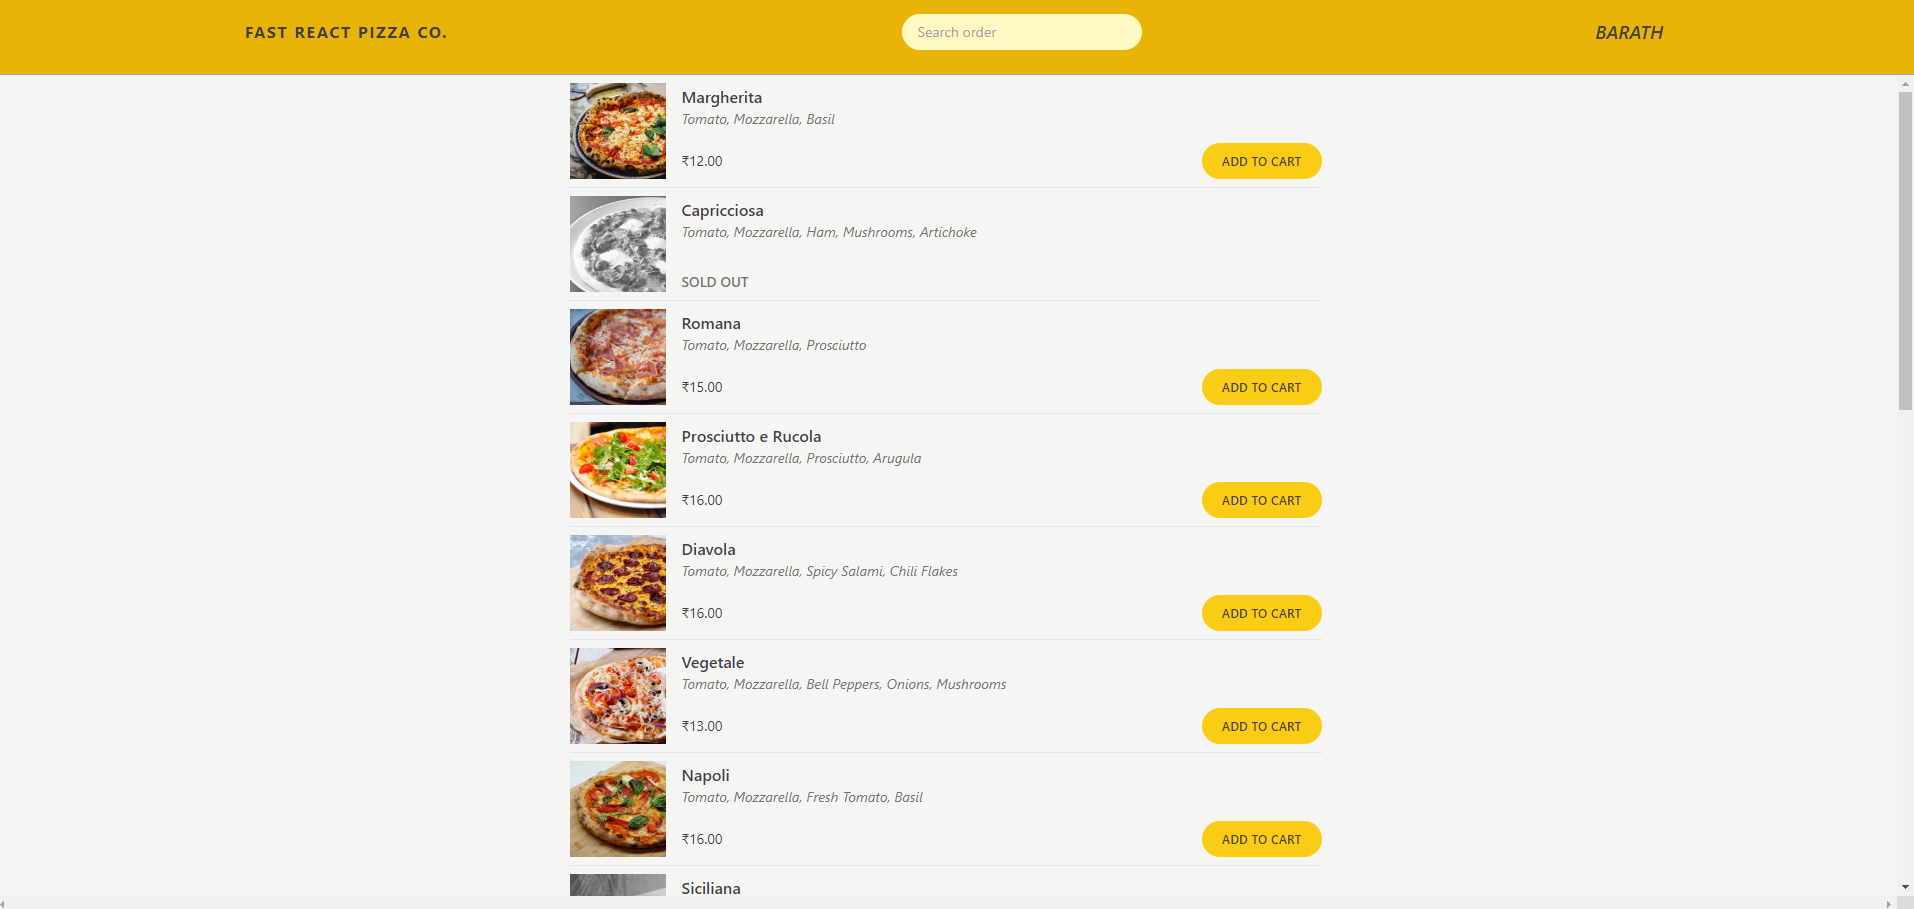 FAST REACT PIZZA CO.
Search order
BARATH
Margherita
Tomato, Mozzarella, Basil
₹12.00
ADD TO CART
Capricciosa
Tomato, Mozzarella, Ham, Mushrooms, Artichoke
SOLD OUT
Romana
Tomato, Mozzarella, Prosciutto
₹15.00
ADD TO CART
Prosciutto e Rucola
Tomato, Mozzarella, Prosciutto, Arugula
₹16.00
ADD TO CART
Diavola
Tomato, Mozzarella, Spicy Salami, Chili Flakes
₹16.00
ADD TO CART
Vegetale
Tomato, Mozzarella, Bell Peppers, Onions, Mushrooms
₹13.00
ADD TO CART
Napoli
Tomato, Mozzarella, Fresh Tomato, Basil
₹16.00
ADD TO CART
Siciliana